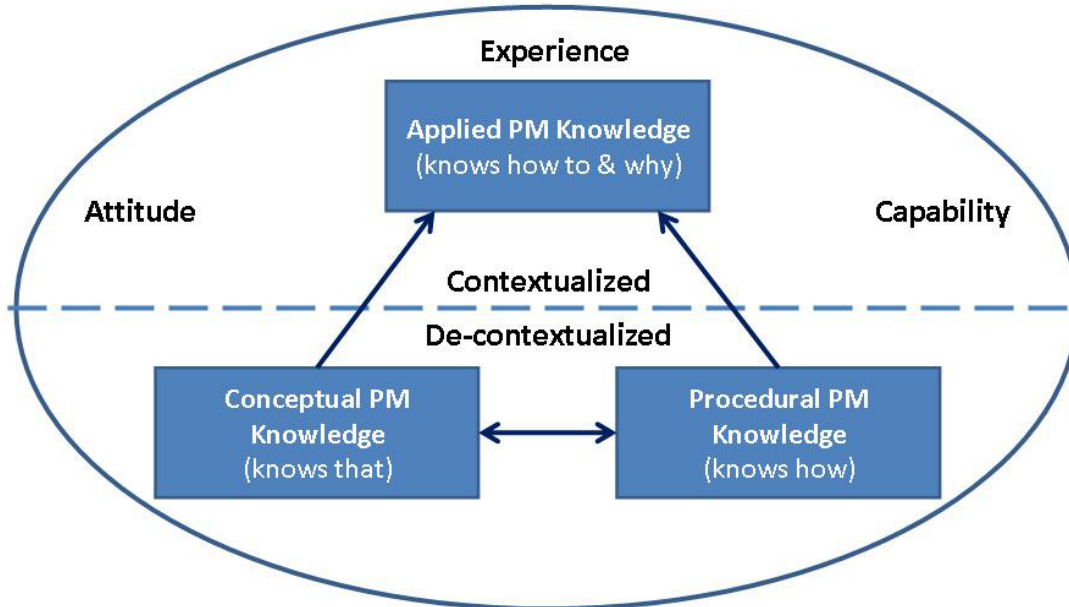 Experience
Applied PM Knowledge
(knows how to & why)
Attitude
Capability
Contextualized
De-contextualized
Conceptual PM
Knowledge
(knows that)
Procedural PM
Knowledge
(knows how)